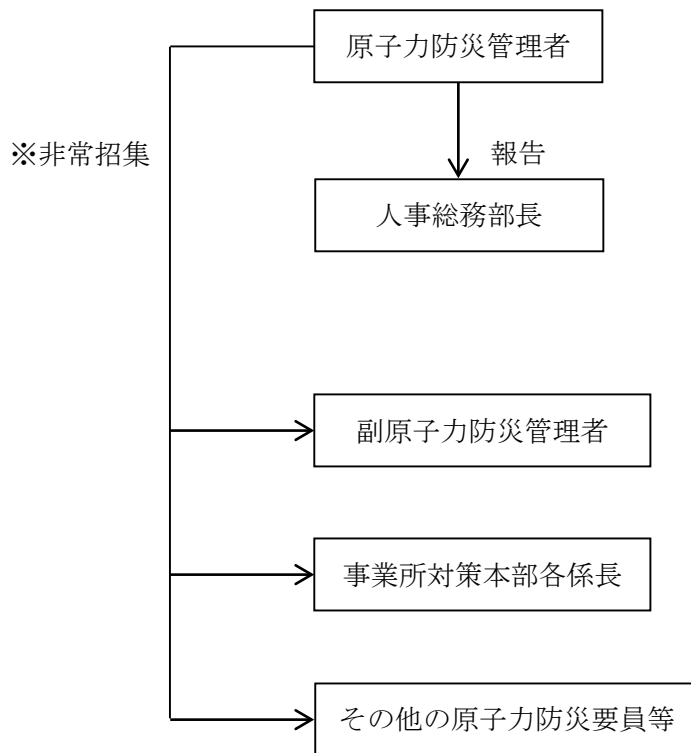 原子力防災管理者
※非常招集
報告
人事総務部長
副原子力防災管理者
事業所対策本部各係長
その他の原子力防災要員等